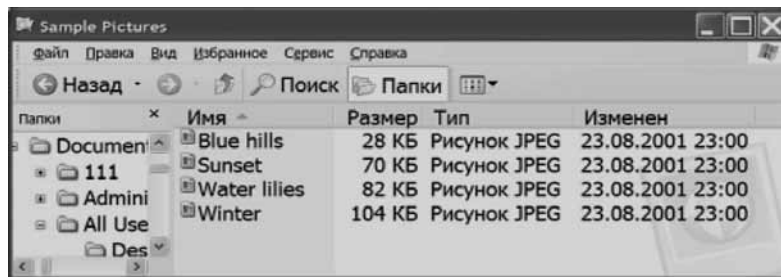 Sample Pictures
Файл Правка Вид Избранное Сервис Справка
Назад Поиск Папки
Папки × Имя Размер Тип Изменен
Documen Blue hills 28 КБ Рисунок JPEG 23.08.2001 23:00
111 Sunset 70 КБ Рисунок JPEG 23.08.2001 23:00
Admini Water lilies 82 КБ Рисунок JPEG 23.08.2001 23:00
All Use Winter 104 КБ Рисунок JPEG 23.08.2001 23:00
Des